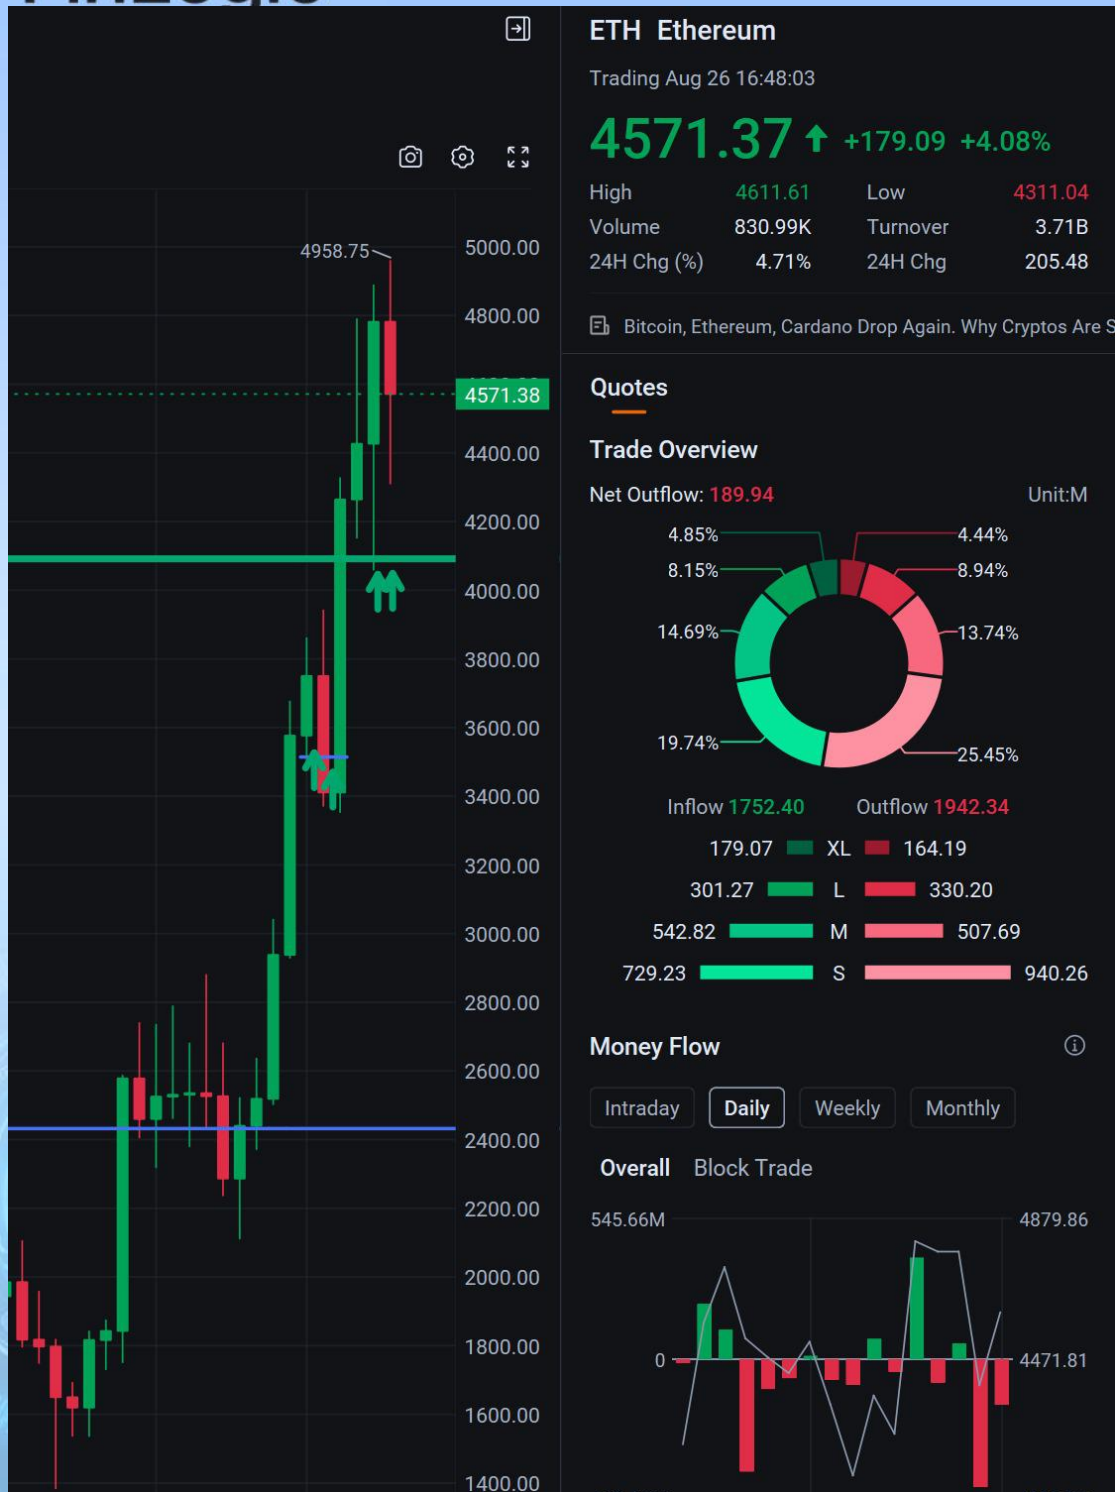 ETH Ethereum
Trading Aug 26 16:48:03
4571.37 +179.09 +4.08%
High 4611.61 Low 4311.04
Volume 830.99K Turnover 3.71B
24H Chg (%) 4.71% 24H Chg 205.48
Bitcoin, Ethereum, Cardano Drop Again. Why Cryptos Are S
4958.75
5000.00
4800.00
4571.38
4400.00
4200.00
4000.00
3800.00
3600.00
3400.00
3200.00
3000.00
2800.00
2600.00
2400.00
2200.00
2000.00
1800.00
1600.00
1400.00
Quotes
Trade Overview
Net Outflow: 189.94 Unit:M
4.85% 4.44%
8.15% 8.94%
14.69% 13.74%
19.74% 25.45%
Inflow 1752.40 Outflow 1942.34
179.07 XL 164.19
301.27 L 330.20
542.82 M 507.69
729.23 S 940.26
Money Flow
Intraday Daily Weekly Monthly
Overall Block Trade
545.66M 4879.86
0 4471.81